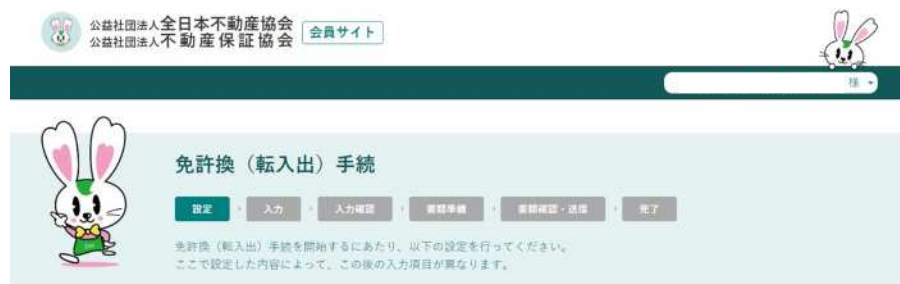 公益社団法人全日本不動産協会
公益社団法人不動産保証協会
会員サイト
様
免許換（転入出）手続
設定
入力
入力確認
書類準備
書類確認・送信
完了
免許換（転入出）手続を開始するにあたり、以下の設定を行ってください。
ここで設定した内容によって、この後の入力項目が異なります。